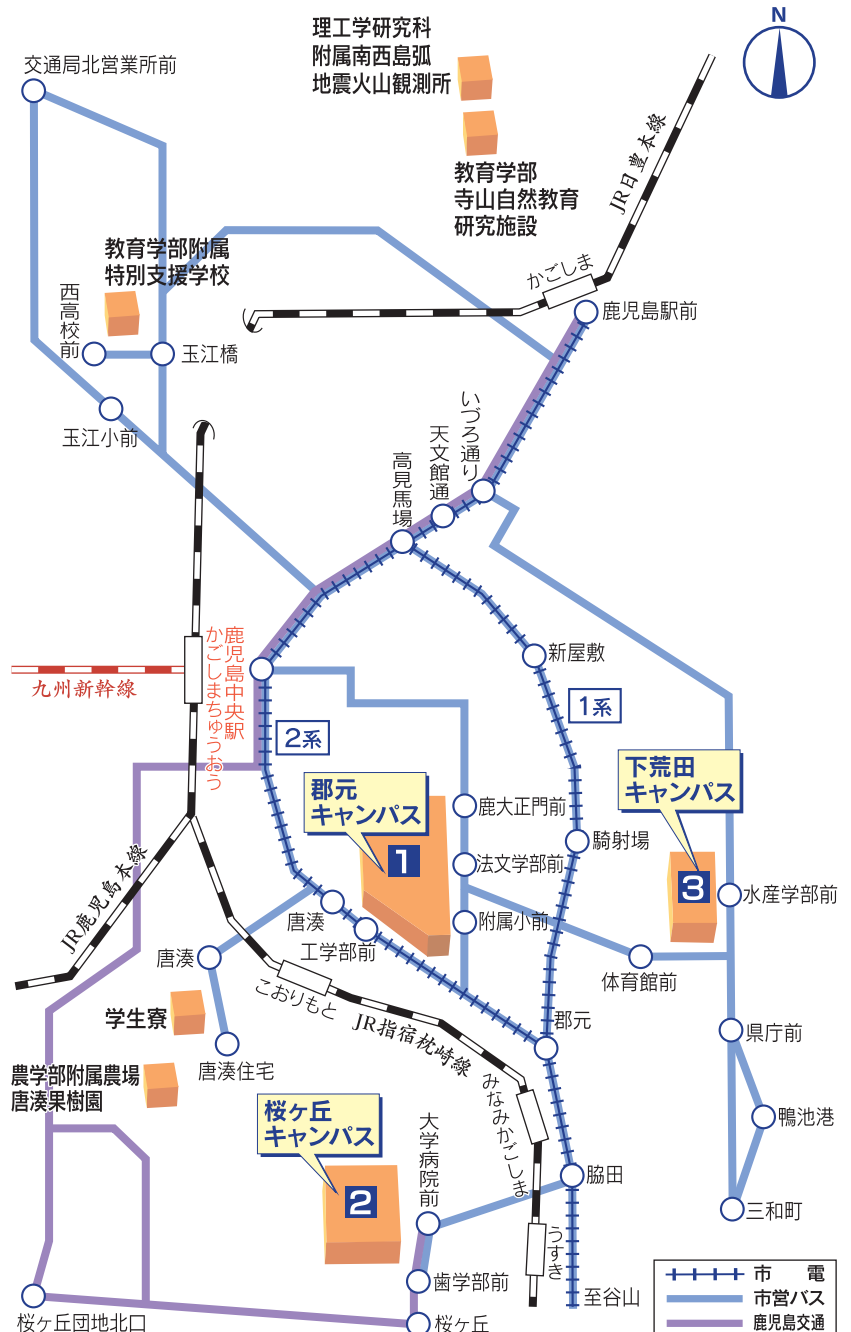 N
理工学研究科
附属南西島弧
地震火山観測所
交通局北営業所前
JR日豊本線
教育学部
寺山自然教育
研究施設
教育学部附属
特別支援学校
かごしま
鹿児島駅前
西高校前
玉江橋
玉江小前
いづろ通り
天文館通
高見馬場
新屋敷
鹿児島中央駅
かごしまちゅうおう
九州新幹線
1系
2系
下荒田
キャンパス
郡元
キャンパス
鹿大正門前
騎射場
1
法文学部前
3
水産学部前
JR鹿児島本線
唐湊
附属小前
工学部前
唐湊
体育館前
こおりもと
学生寮
JR指宿枕崎線
郡元
県庁前
唐湊住宅
農学部附属農場
唐湊果樹園
みなみかごしま
桜ヶ丘
キャンパス
大学病院前
鴨池港
脇田
2
三和町
うすき
歯学部前
至谷山
桜ヶ丘団地北口
桜ヶ丘
市電
市営バス
鹿児島交通